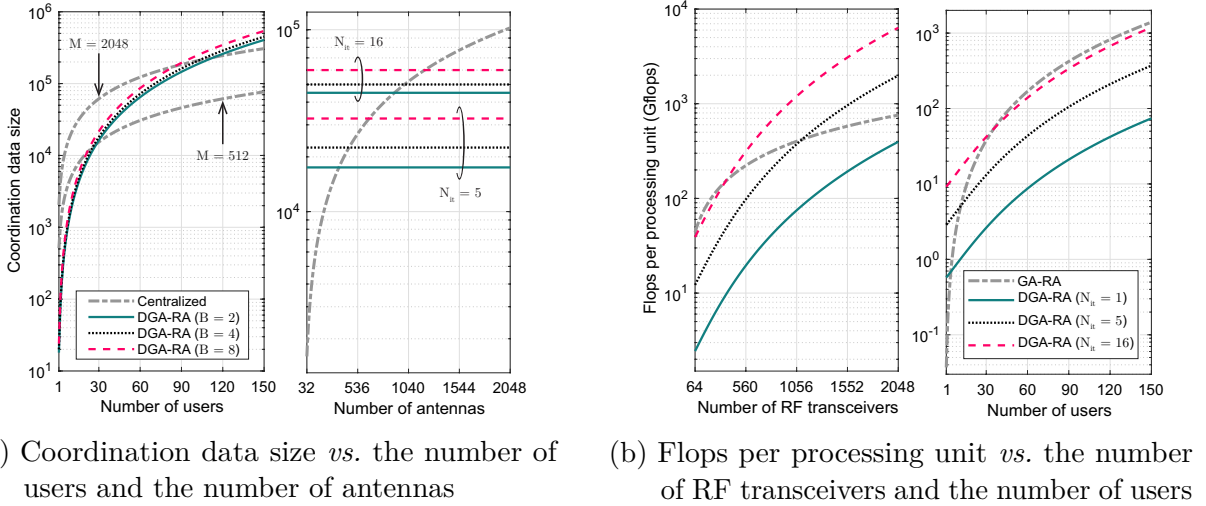 Coordination data size
10^6
10^5
10^4
10^3
10^2
10^1
M = 2048
M = 512
Centralized
DGA-RA (B = 2)
DGA-RA (B = 4)
DGA-RA (B = 8)
1 30 60 90 120 150
Number of users
10^5
10^4
N_it = 16
N_it = 5
32 536 1040 1544 2048
Number of antennas
Flops per processing unit (Gflops)
10^4
10^3
10^2
10^1
64 560 1056 1552 2048
Number of RF transceivers
10^3
10^2
10^1
10^0
10^-1
GA-RA
DGA-RA (N_it = 1)
DGA-RA (N_it = 5)
DGA-RA (N_it = 16)
1 30 60 90 120 150
Number of users
) Coordination data size vs. the number of
users and the number of antennas
(b) Flops per processing unit vs. the number
of RF transceivers and the number of users